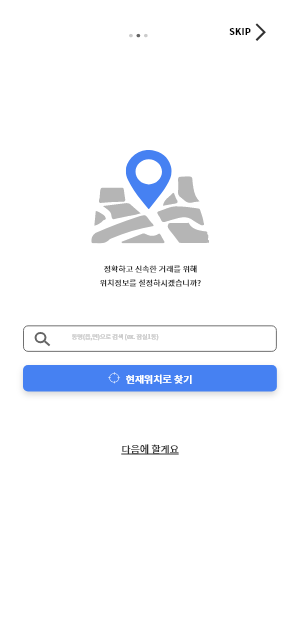 SKIP
정확하고 신속한 거래를 위해
위치정보를 설정하시겠습니까?
동명(읍,면)으로 검색 (ex. 잠실1동)
현재위치로 찾기
다음에 할게요